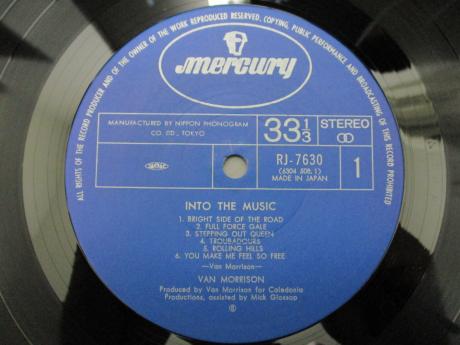 ALL RIGHTS OF THE RECORD PRODUCER AND OF THE OWNER OF THE WORK REPRODUCED RESERVED, COPYING, PUBLIC PERFORMANCE AND BROADCASTING OF THIS RECORD PROHIBITED
mercury
MANUFACTURED BY NIPPON PHONOGRAM CO. LTD., TOKYO
33 1/3
STEREO
RJ-7630
MADE IN JAPAN
1
INTO THE MUSIC
1. BRIGHT SIDE OF THE ROAD
2. FULL FORCE GALE
3. STEPPING OUT QUEEN
4. TROUBADOURS
5. ROLLING HILLS
6. YOU MAKE ME FEEL SO FREE
—Van Morrison—
VAN MORRISON
Produced by Van Morrison for Caledonia
Productions, assisted by Mick Glossop
Ⓟ